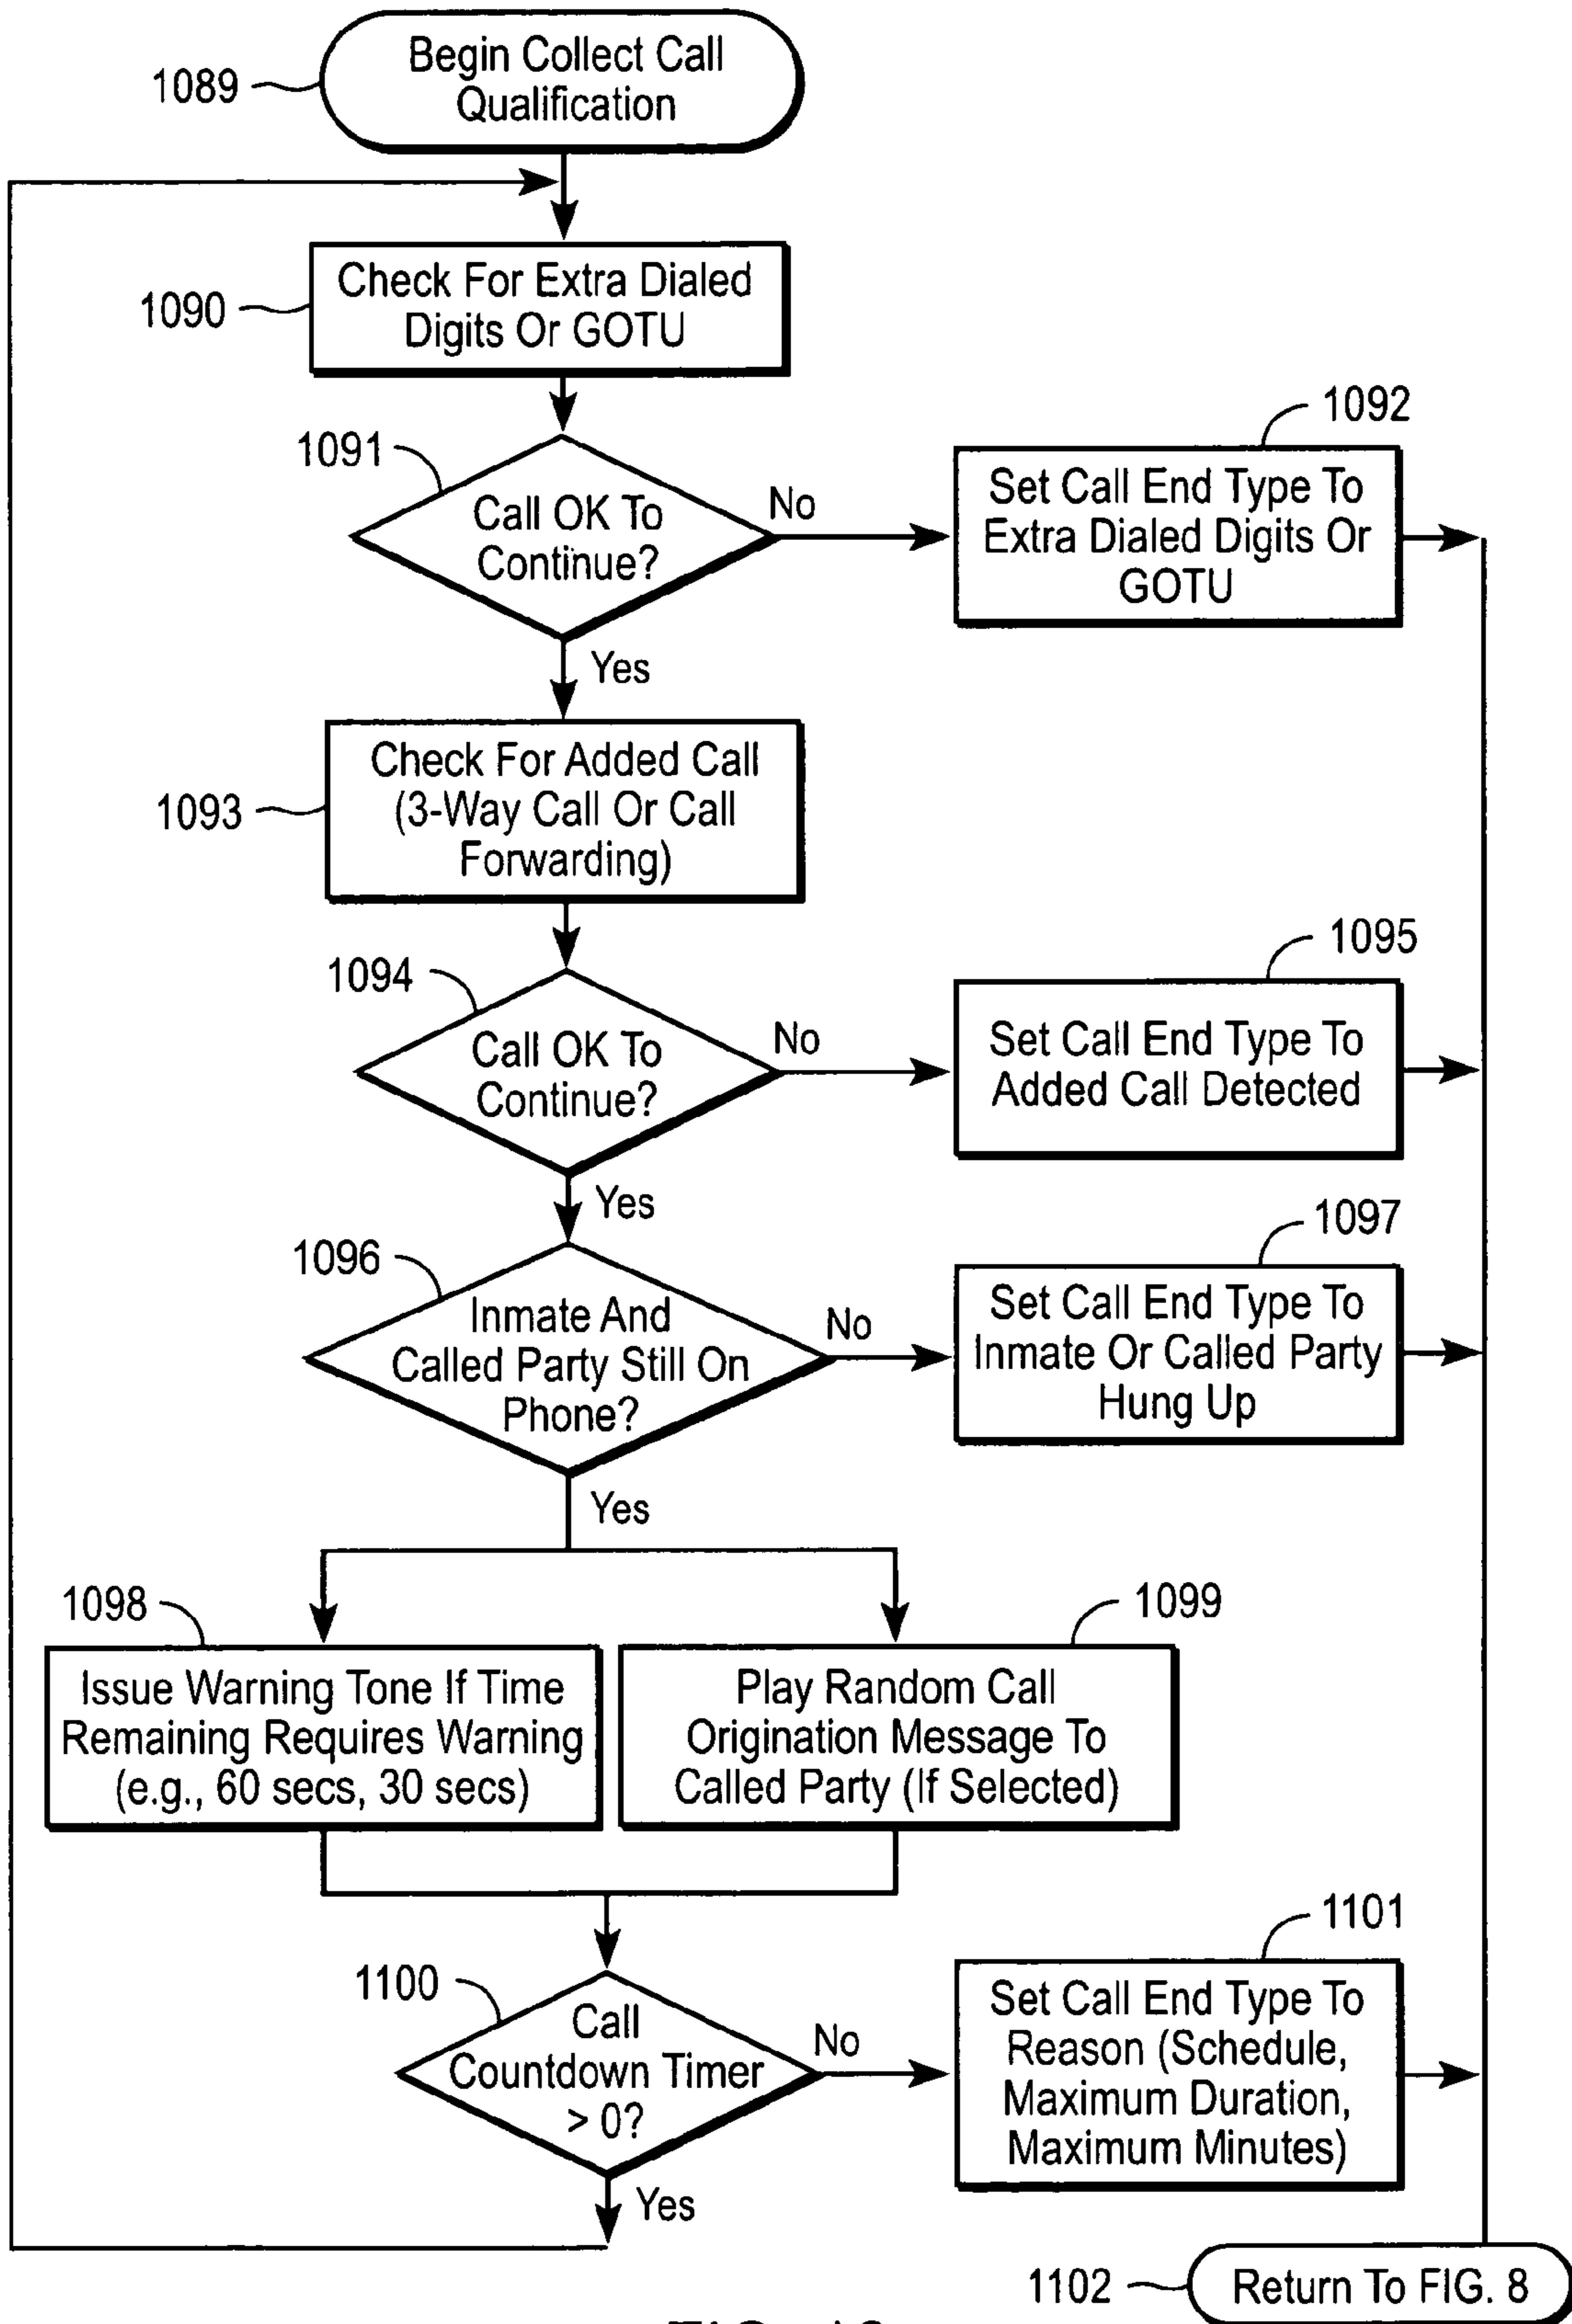 1089
Begin Collect Call
Qualification
1090
Check For Extra Dialed
Digits Or GOTU
1091
Call OK To
Continue?
No
1092
Set Call End Type To
Extra Dialed Digits Or
GOTU
Yes
1093
Check For Added Call
(3-Way Call Or Call
Forwarding)
1094
Call OK To
Continue?
No
1095
Set Call End Type To
Added Call Detected
Yes
1096
Inmate And
Called Party Still On
Phone?
No
1097
Set Call End Type To
Inmate Or Called Party
Hung Up
Yes
1098
Issue Warning Tone If Time
Remaining Requires Warning
(e.g., 60 secs, 30 secs)
1099
Play Random Call
Origination Message To
Called Party (If Selected)
1100
Call
Countdown Timer
> 0?
No
1101
Set Call End Type To
Reason (Schedule,
Maximum Duration,
Maximum Minutes)
Yes
1102
Return To FIG. 8